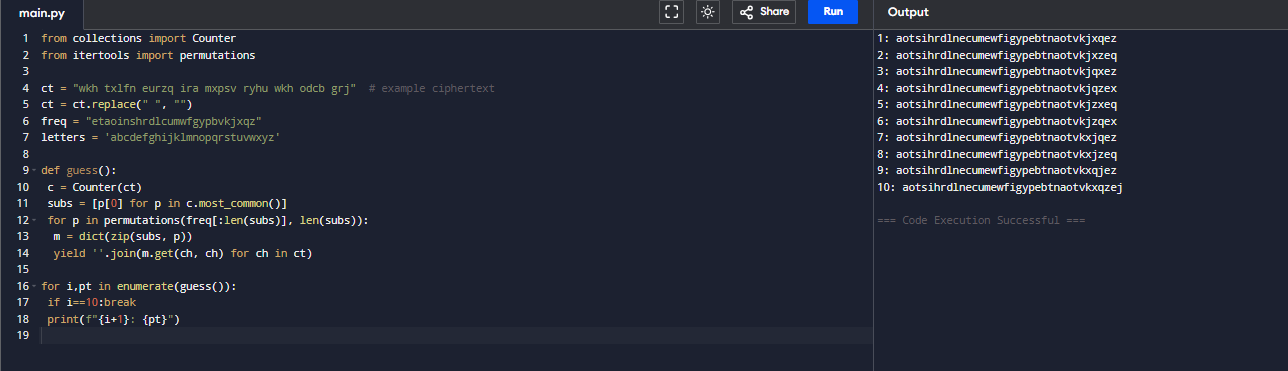 main.py
Share
Run
Output
1 from collections import Counter
2 from itertools import permutations
3
4 ct = "wkh txlfn eurzq ira mxpsv ryhu wkh odcb grj"  # example ciphertext
5 ct = ct.replace(" ", "")
6 freq = "etaoinshrdlcumwfgypbvkjxqz"
7 letters = 'abcdefghijklmnopqrstuvwxyz'
8
9 def guess():
10  c = Counter(ct)
11  subs = [p[0] for p in c.most_common()]
12  for p in permutations(freq[:len(subs)], len(subs)):
13   m = dict(zip(subs, p))
14   yield ''.join(m.get(ch, ch) for ch in ct)
15
16 for i,pt in enumerate(guess()):
17  if i==10:break
18  print(f"{i+1}: {pt}")
19
1: aotsihrdlnecumewfigypebtnaotvkjxqez
2: aotsihrdlnecumewfigypebtnaotvkjxzeq
3: aotsihrdlnecumewfigypebtnaotvkjqxez
4: aotsihrdlnecumewfigypebtnaotvkjqzex
5: aotsihrdlnecumewfigypebtnaotvkjzxeq
6: aotsihrdlnecumewfigypebtnaotvkjzqex
7: aotsihrdlnecumewfigypebtnaotvkxjqez
8: aotsihrdlnecumewfigypebtnaotvkxjzeq
9: aotsihrdlnecumewfigypebtnaotvkxqjez
10: aotsihrdlnecumewfigypebtnaotvkxqzej
=== Code Execution Successful ===